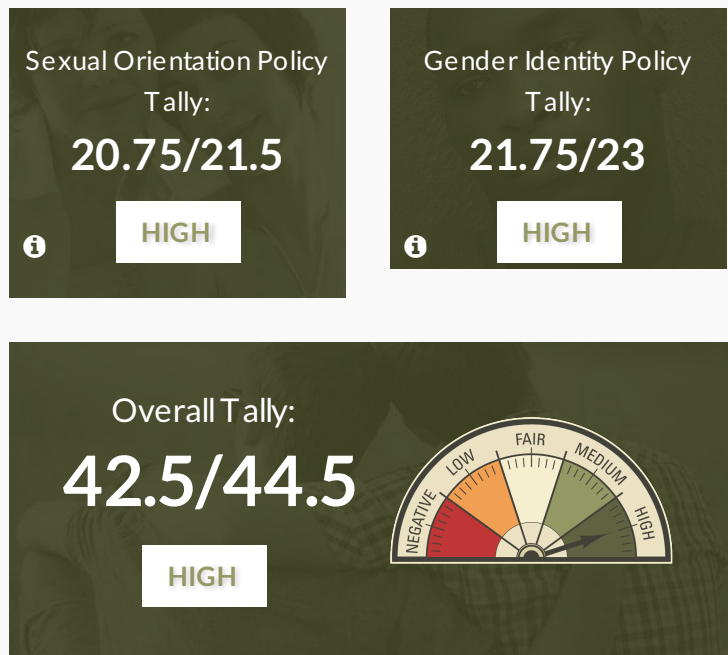 Sexual Orientation Policy
Tally:
20.75/21.5
HIGH
Gender Identity Policy
Tally:
21.75/23
HIGH
Overall Tally:
42.5/44.5
HIGH
NEGATIVE
LOW
FAIR
MEDIUM
HIGH